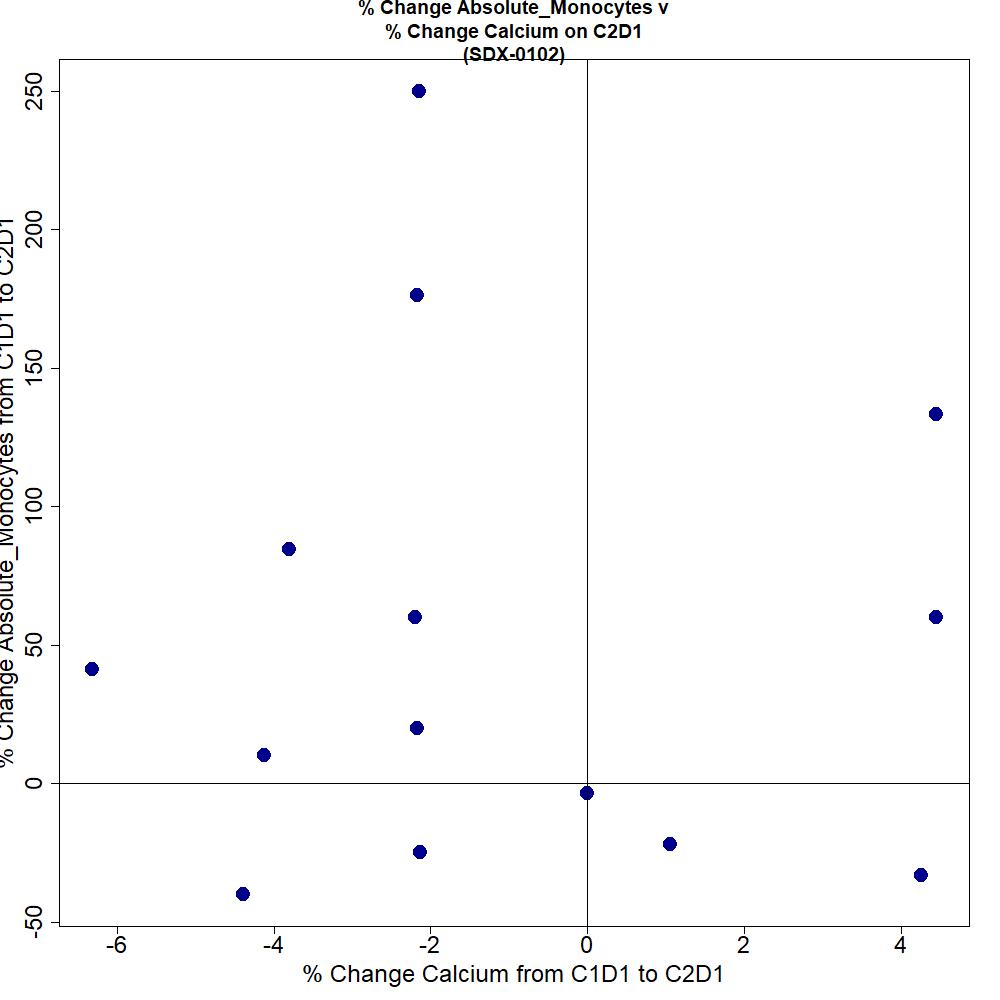 % Change Absolute_Monocytes v
% Change Calcium on C2D1
(SDX-0102)
% Change Absolute_Monocytes from C1D1 to C2D1
250
200
150
100
50
0
-50
-6
-4
-2
0
2
4
% Change Calcium from C1D1 to C2D1